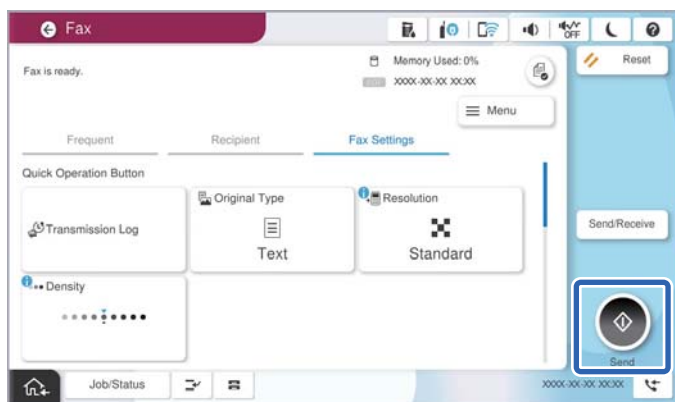 Fax
OFF
Fax is ready.
Memory Used: 0%
XXXX-XX-XX XX:XX
Reset
Menu
Frequent
Recipient
Fax Settings
Quick Operation Button
Transmission Log
Original Type
Text
Resolution
Standard
Send/Receive
Density
Send
Job/Status
XXXX-XX-XX XX:XX